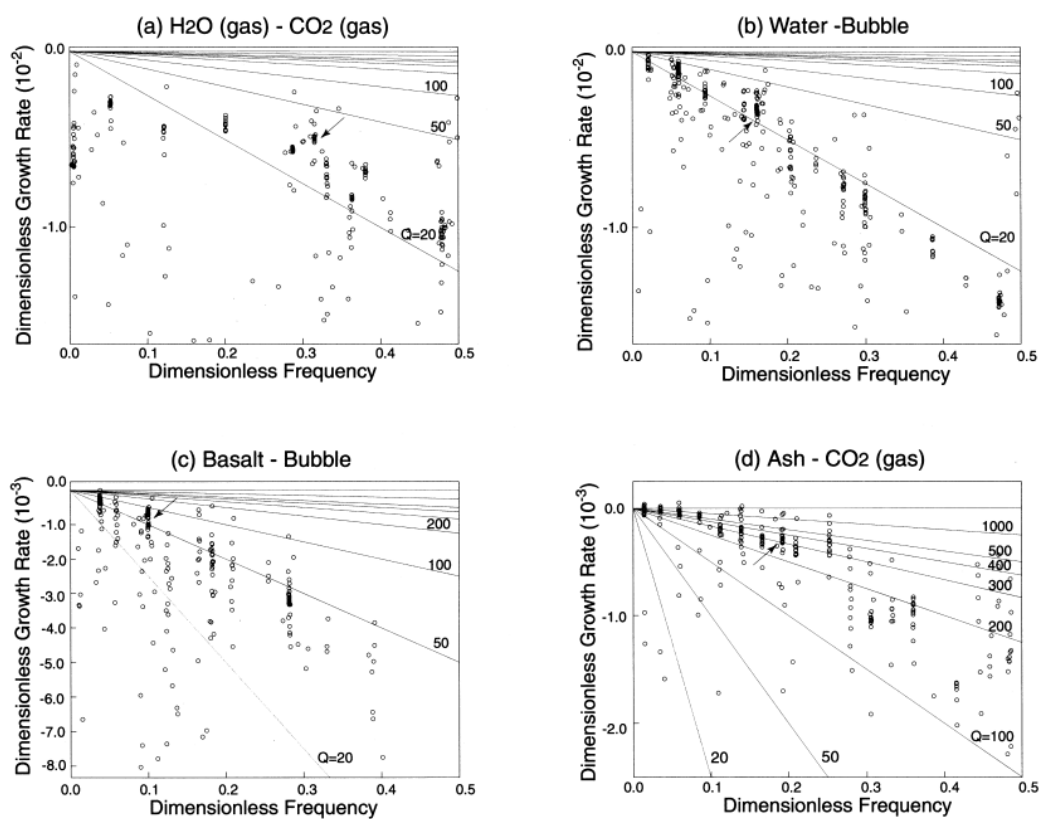 (a) H2O (gas) - CO2 (gas)
Dimensionless Growth Rate (10-2)
0.0
-1.0
100
50
Q=20
0.0 0.1 0.2 0.3 0.4 0.5
Dimensionless Frequency
(b) Water -Bubble
Dimensionless Growth Rate (10-2)
0.0
-1.0
100
50
Q=20
0.0 0.1 0.2 0.3 0.4 0.5
Dimensionless Frequency
(c) Basalt - Bubble
Dimensionless Growth Rate (10-3)
0.0
-1.0
-2.0
-3.0
-4.0
-5.0
-6.0
-7.0
-8.0
200
100
50
Q=20
0.0 0.1 0.2 0.3 0.4 0.5
Dimensionless Frequency
(d) Ash - CO2 (gas)
Dimensionless Growth Rate (10-3)
0.0
-1.0
-2.0
1000
500
400
300
200
Q=100
50
20
0.0 0.1 0.2 0.3 0.4 0.5
Dimensionless Frequency